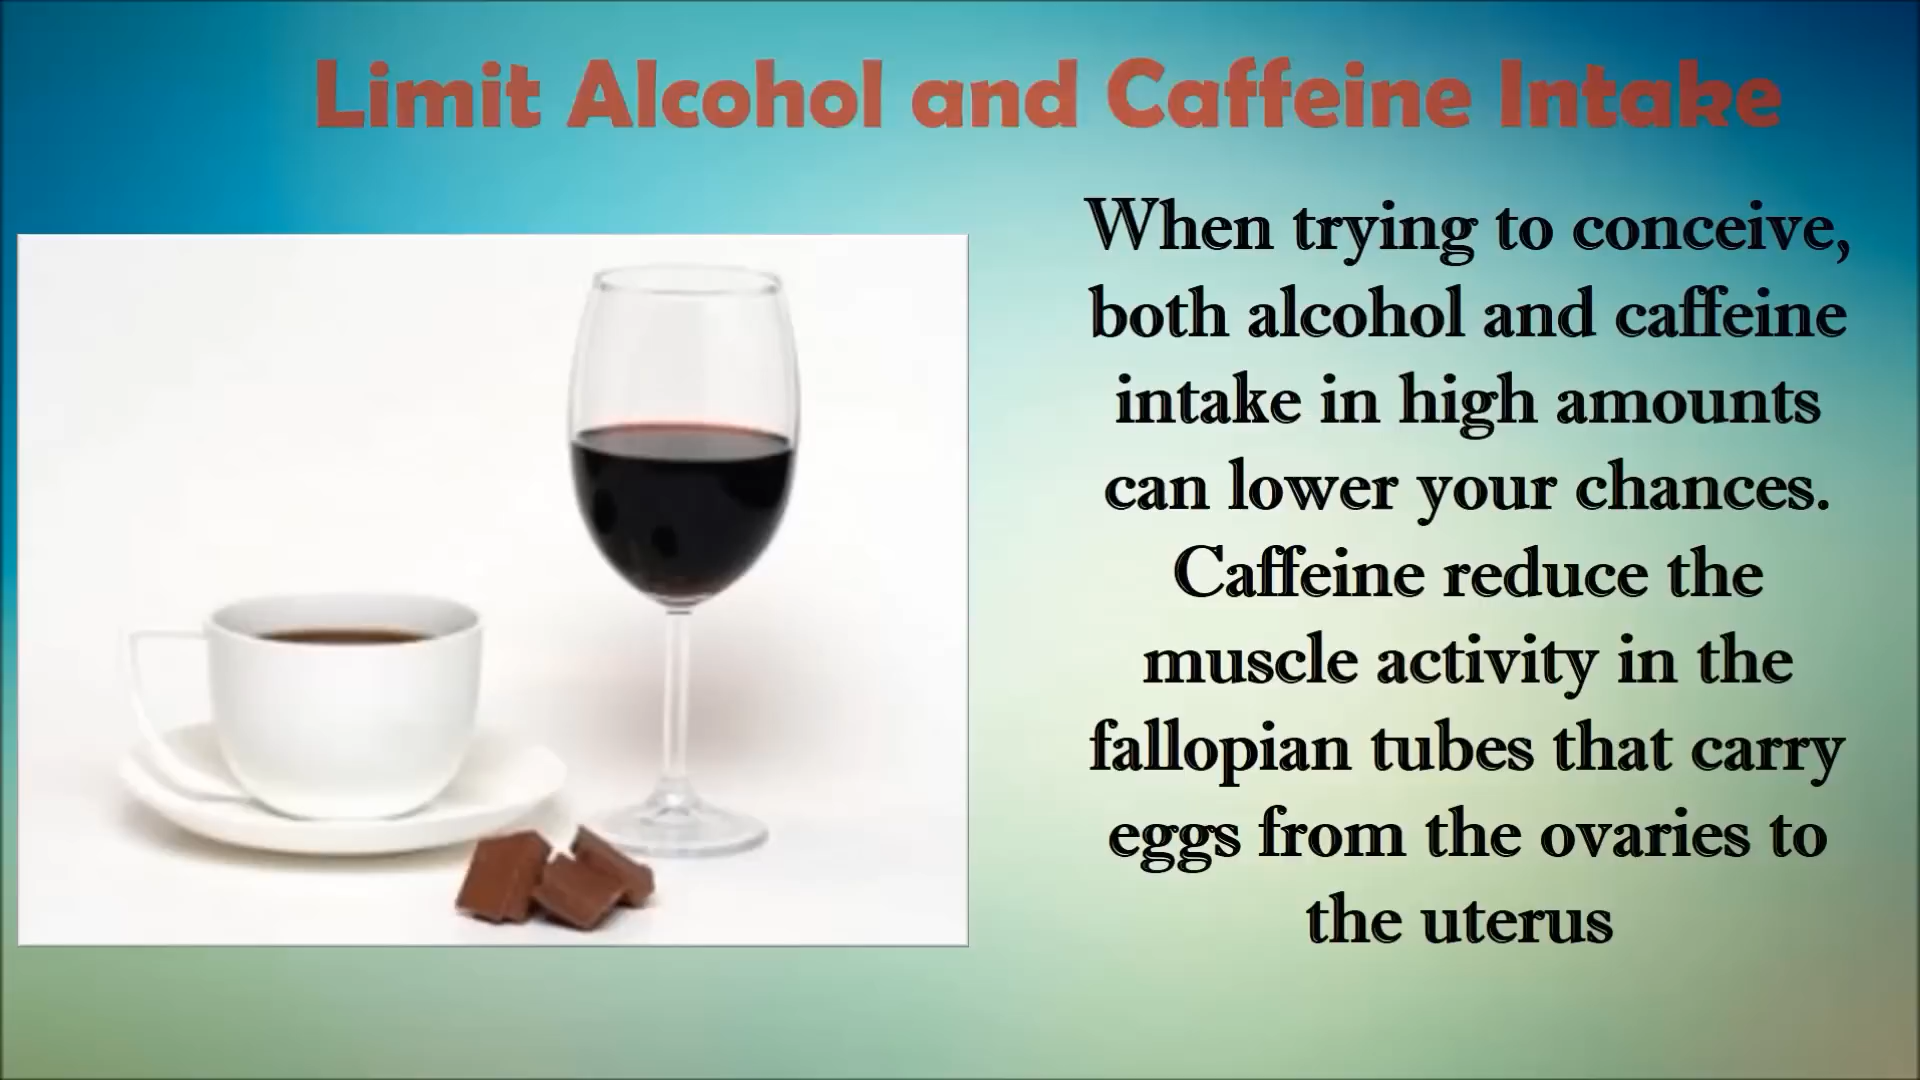 Limit Alcohol and Caffeine Intake
When trying to conceive,
both alcohol and caffeine
intake in high amounts
can lower your chances.
Caffeine reduce the
muscle activity in the
fallopian tubes that carry
eggs from the ovaries to
the uterus